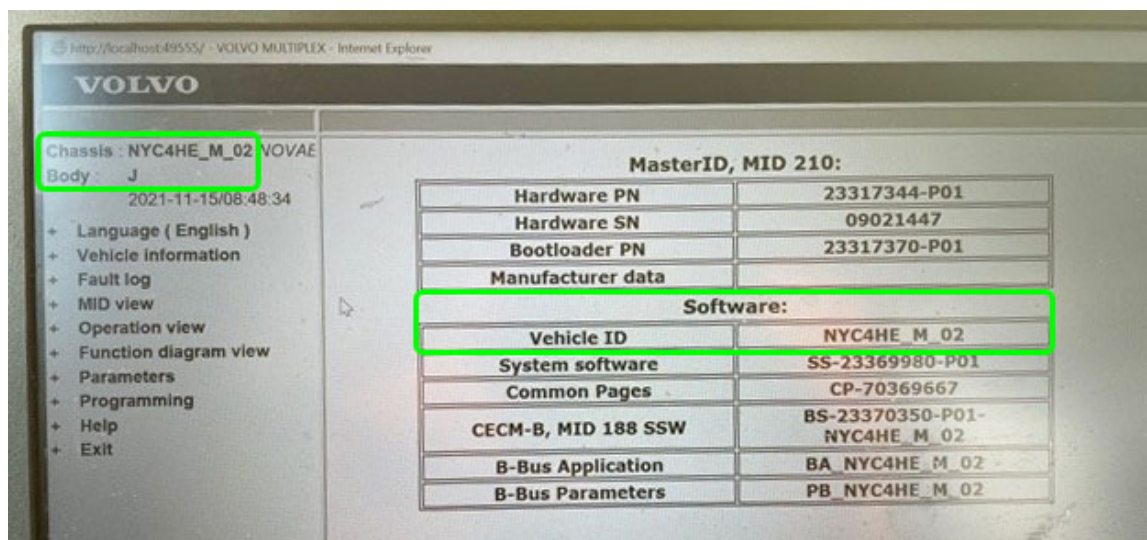 http://localhost:49555/ - VOLVO MULTIPLEX - Internet Explorer
VOLVO
Chassis : NYC4HE_M_02 NOVAE
Body : J
2021-11-15/08:48:34
+ Language ( English )
+ Vehicle information
+ Fault log
+ MID view
+ Operation view
+ Function diagram view
+ Parameters
+ Programming
+ Help
+ Exit
MasterID, MID 210:
Hardware PN 23317344-P01
Hardware SN 09021447
Bootloader PN 23317370-P01
Manufacturer data
Software:
Vehicle ID NYC4HE_M_02
System software SS-23369980-P01
Common Pages CP-70369667
CECM-B, MID 188 SSW BS-23370350-P01-
NYC4HE_M_02
B-Bus Application BA_NYC4HE_M_02
B-Bus Parameters PB_NYC4HE_M_02